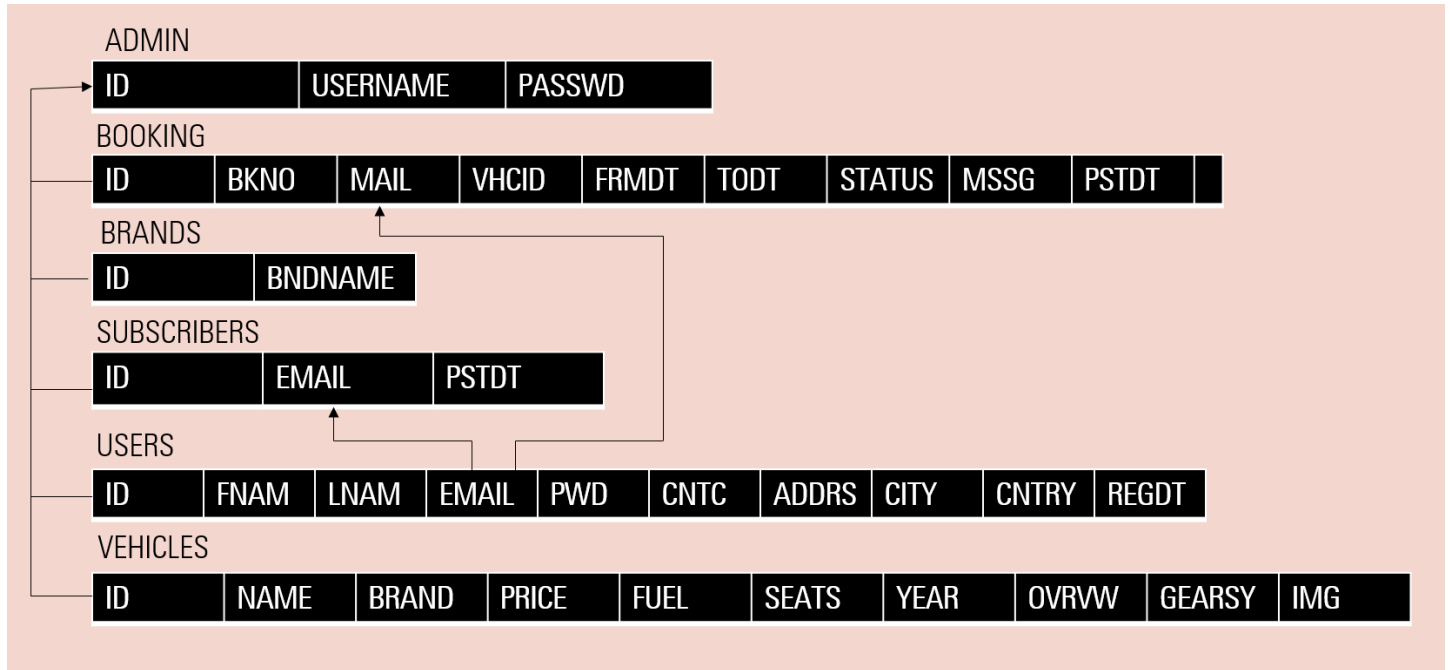 ADMIN
ID USERNAME PASSWD
BOOKING
ID BKNO MAIL VHCID FRMDT TODT STATUS MSSG PSTDT
BRANDS
ID BNDNAME
SUBSCRIBERS
ID EMAIL PSTDT
USERS
ID FNAM LNAM EMAIL PWD CNTC ADDRS CITY CNTRY REGDT
VEHICLES
ID NAME BRAND PRICE FUEL SEATS YEAR OVRVW GEARSY IMG